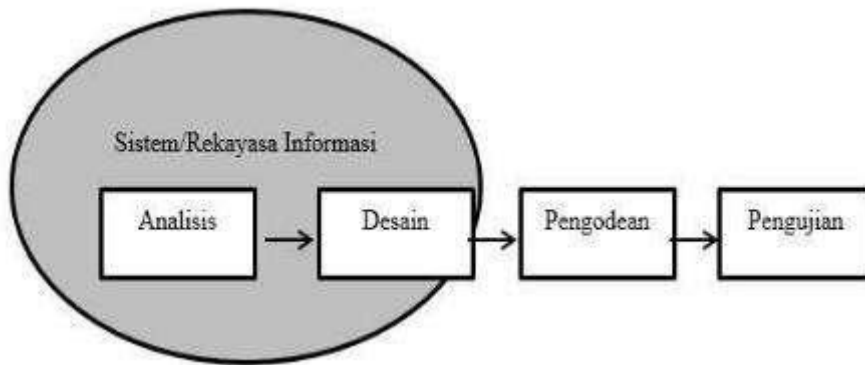 Sistem/Rekayasa Informasi
Analisis
Desain
Pengodean
Pengujian